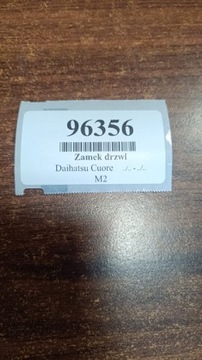 96356
Zamek drzwi
Daihatsu Cuore ../.. - ../..
M2